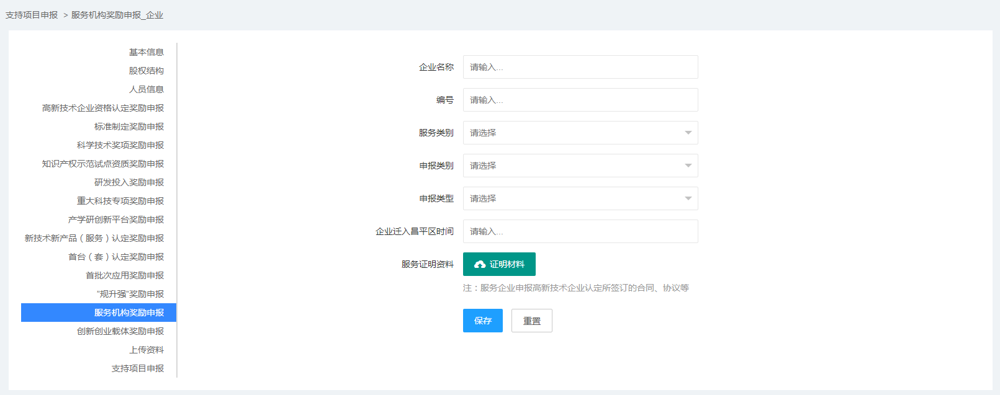 支持项目申报 > 服务机构奖励申报_企业
基本信息
股权结构
人员信息
高新技术企业资格认定奖励申报
标准制定奖励申报
科学技术奖项奖励申报
知识产权示范试点资质奖励申报
研发投入奖励申报
重大科技专项奖励申报
产学研创新平台奖励申报
新技术新产品（服务）认定奖励申报
首台（套）认定奖励申报
首批次应用奖励申报
"规升强"奖励申报
服务机构奖励申报
创新创业载体奖励申报
上传资料
支持项目申报
企业名称 请输入...
编号 请输入...
服务类别 请选择
申报类别 请选择
申报类型 请选择
企业迁入昌平区时间 请输入...
服务证明资料 证明材料
注：服务企业申报高新技术企业认定所签订的合同、协议等
保存 重置